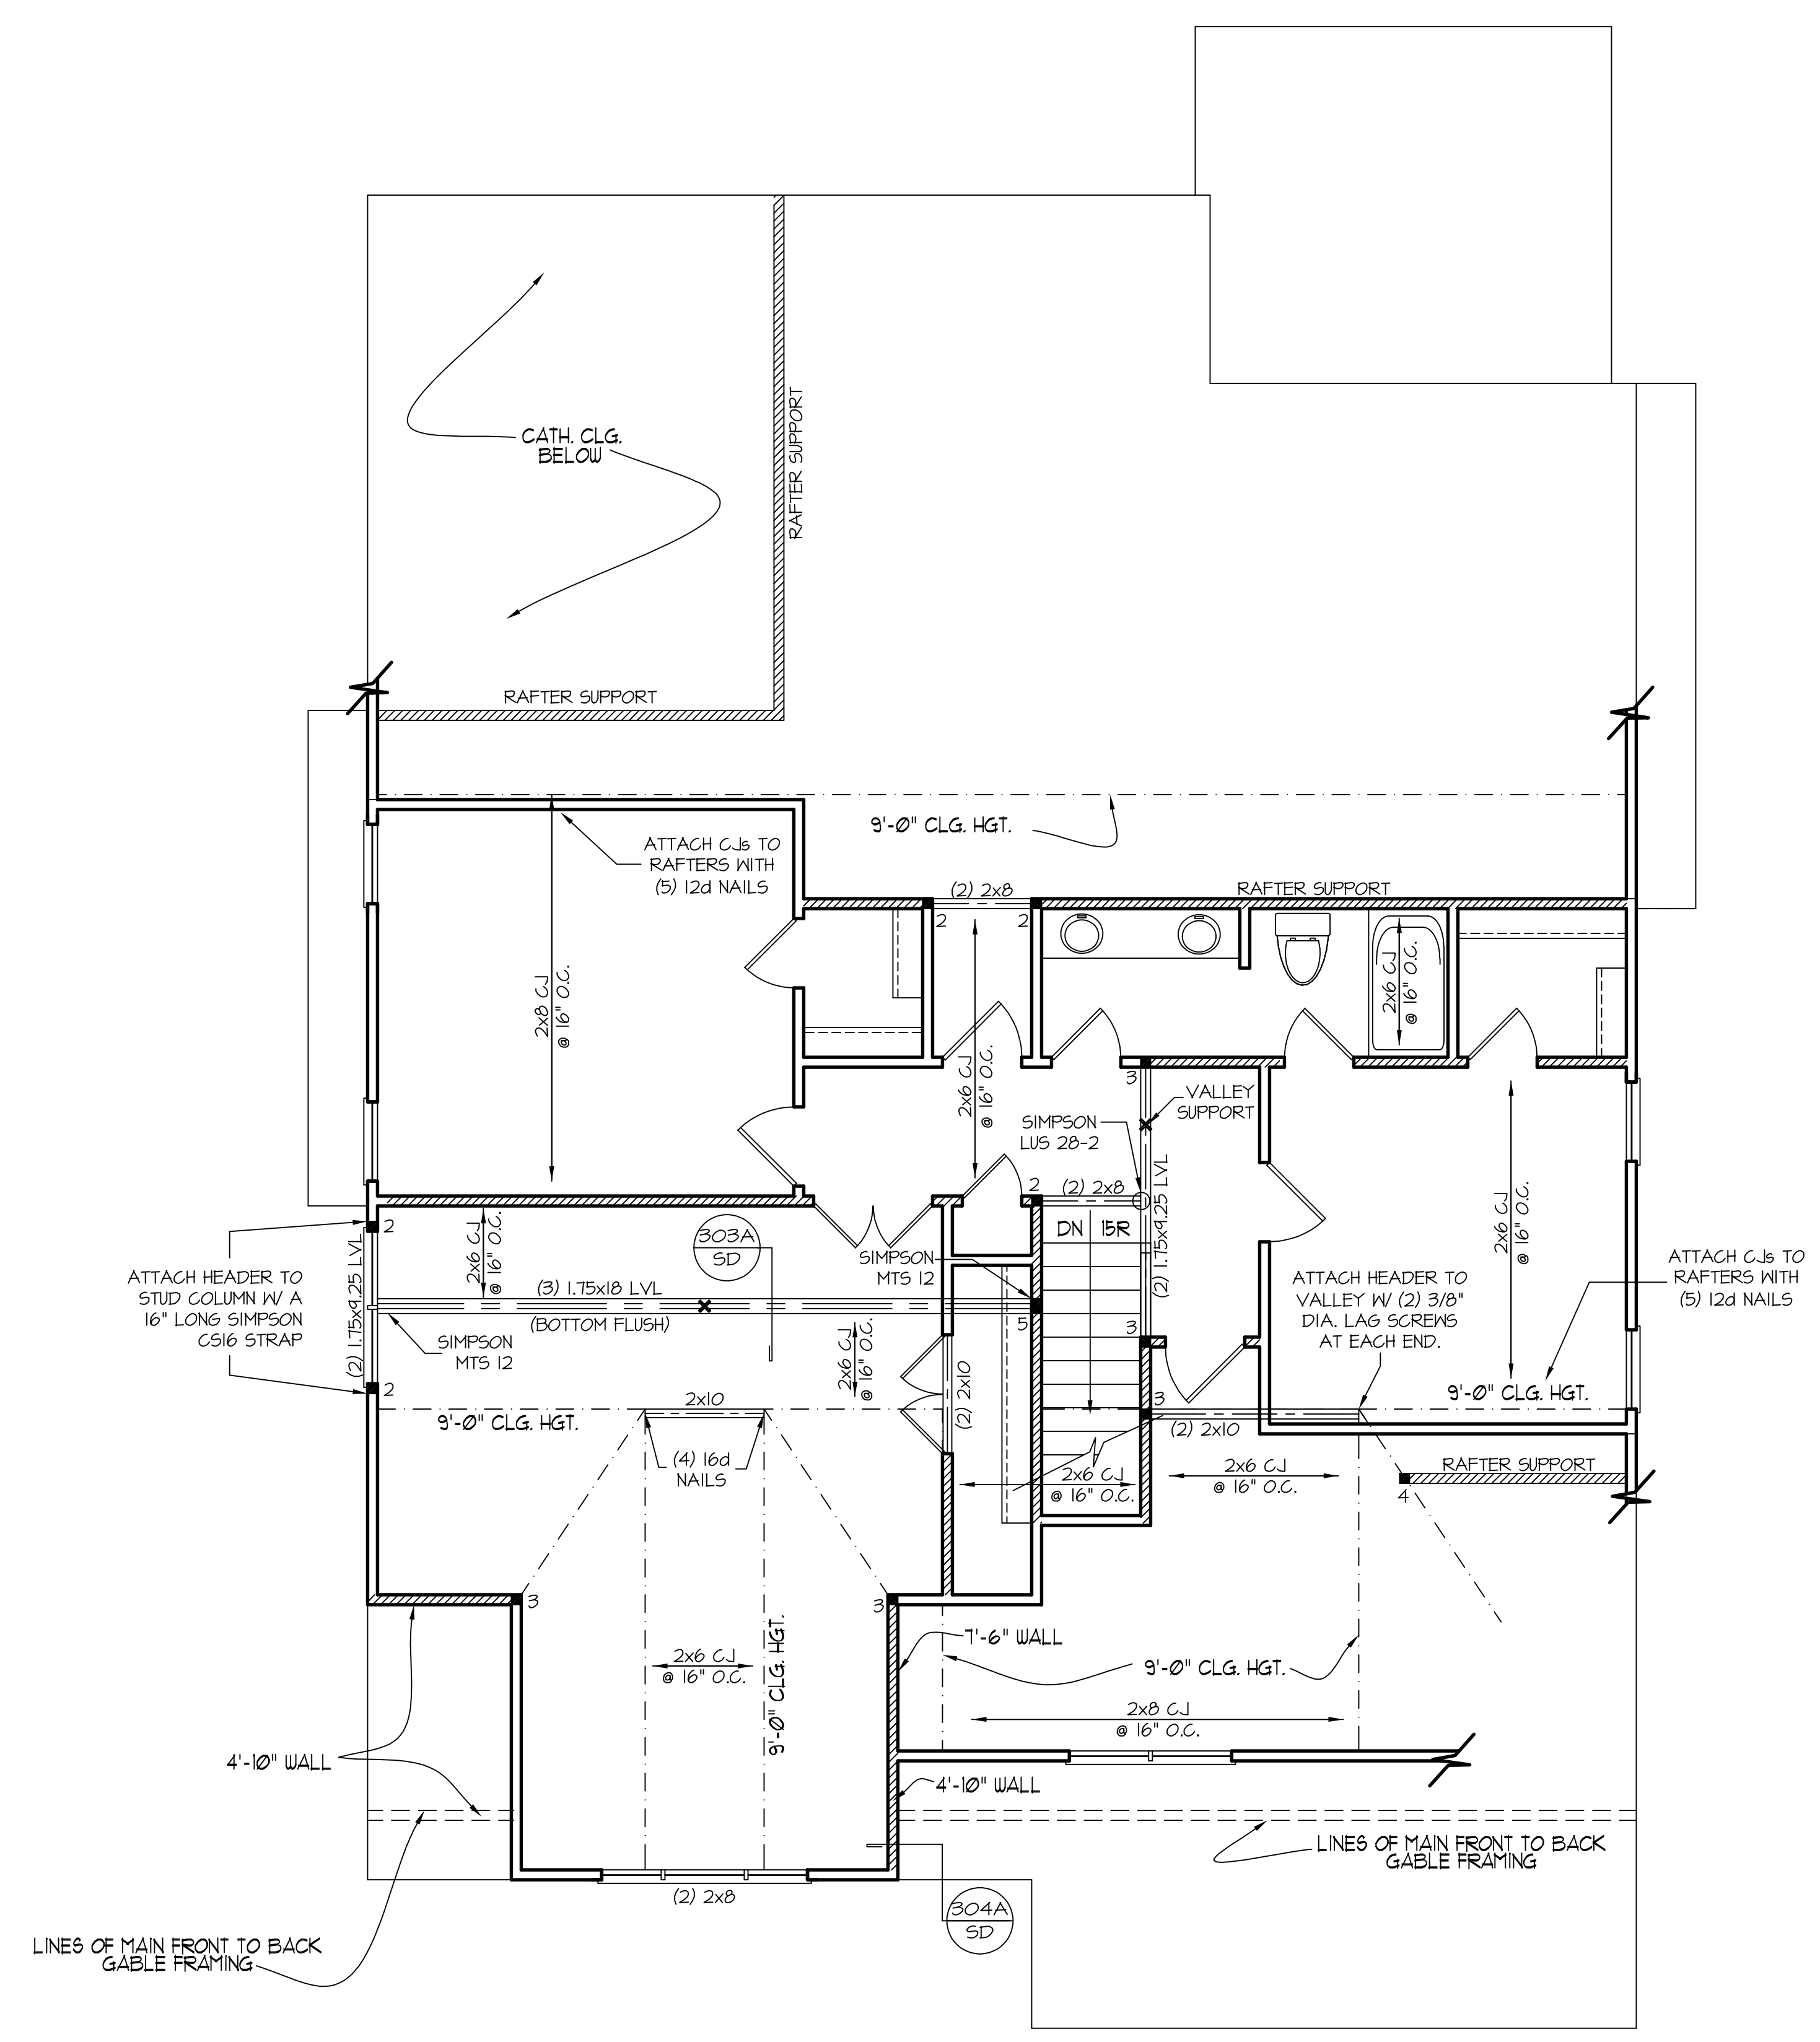 CATH. CLG.
BELOW
RAFTER SUPPORT
RAFTER SUPPORT
9'-0" CLG. HGT.
ATTACH CJs TO
RAFTERS WITH
(5) 12d NAILS
2x8 CJ
@ 16" O.C.
(2) 2x8
2
2
RAFTER SUPPORT
2x6 CJ
@ 16" O.C.
2x6 CJ
@ 16" O.C.
3
VALLEY
SUPPORT
SIMPSON
LUS 28-2
(2) 1.75x9.25 LVL
2
(2) 2x8
DN
15R
2x6 CJ
@ 16" O.C.
ATTACH CJs TO
RAFTERS WITH
(5) 12d NAILS
2
2x6 CJ
@ 16" O.C.
303A
SD
SIMPSON
MTS 12
ATTACH HEADER TO
STUD COLUMN W/ A
16" LONG SIMPSON
CS16 STRAP
(2) 1.75x9.25 LVL
(3) 1.75x18 LVL
(BOTTOM FLUSH)
SIMPSON
MTS 12
5
3
ATTACH HEADER TO
VALLEY W/ (2) 3/8"
DIA. LAG SCREWS
AT EACH END.
2
2x6 CJ
@ 16" O.C.
(2) 2x10
9'-0" CLG. HGT.
2x10
(4) 16d
NAILS
3
(2) 2x10
9'-0" CLG. HGT.
2x6 CJ
@ 16" O.C.
2x6 CJ
@ 16" O.C.
RAFTER SUPPORT
4
3
3
7'-6" WALL
9'-0" CLG. HGT.
2x6 CJ
@ 16" O.C.
9'-0" CLG. HGT.
2x8 CJ
@ 16" O.C.
4'-10" WALL
4'-10" WALL
LINES OF MAIN FRONT TO BACK
GABLE FRAMING
(2) 2x8
304A
SD
LINES OF MAIN FRONT TO BACK
GABLE FRAMING